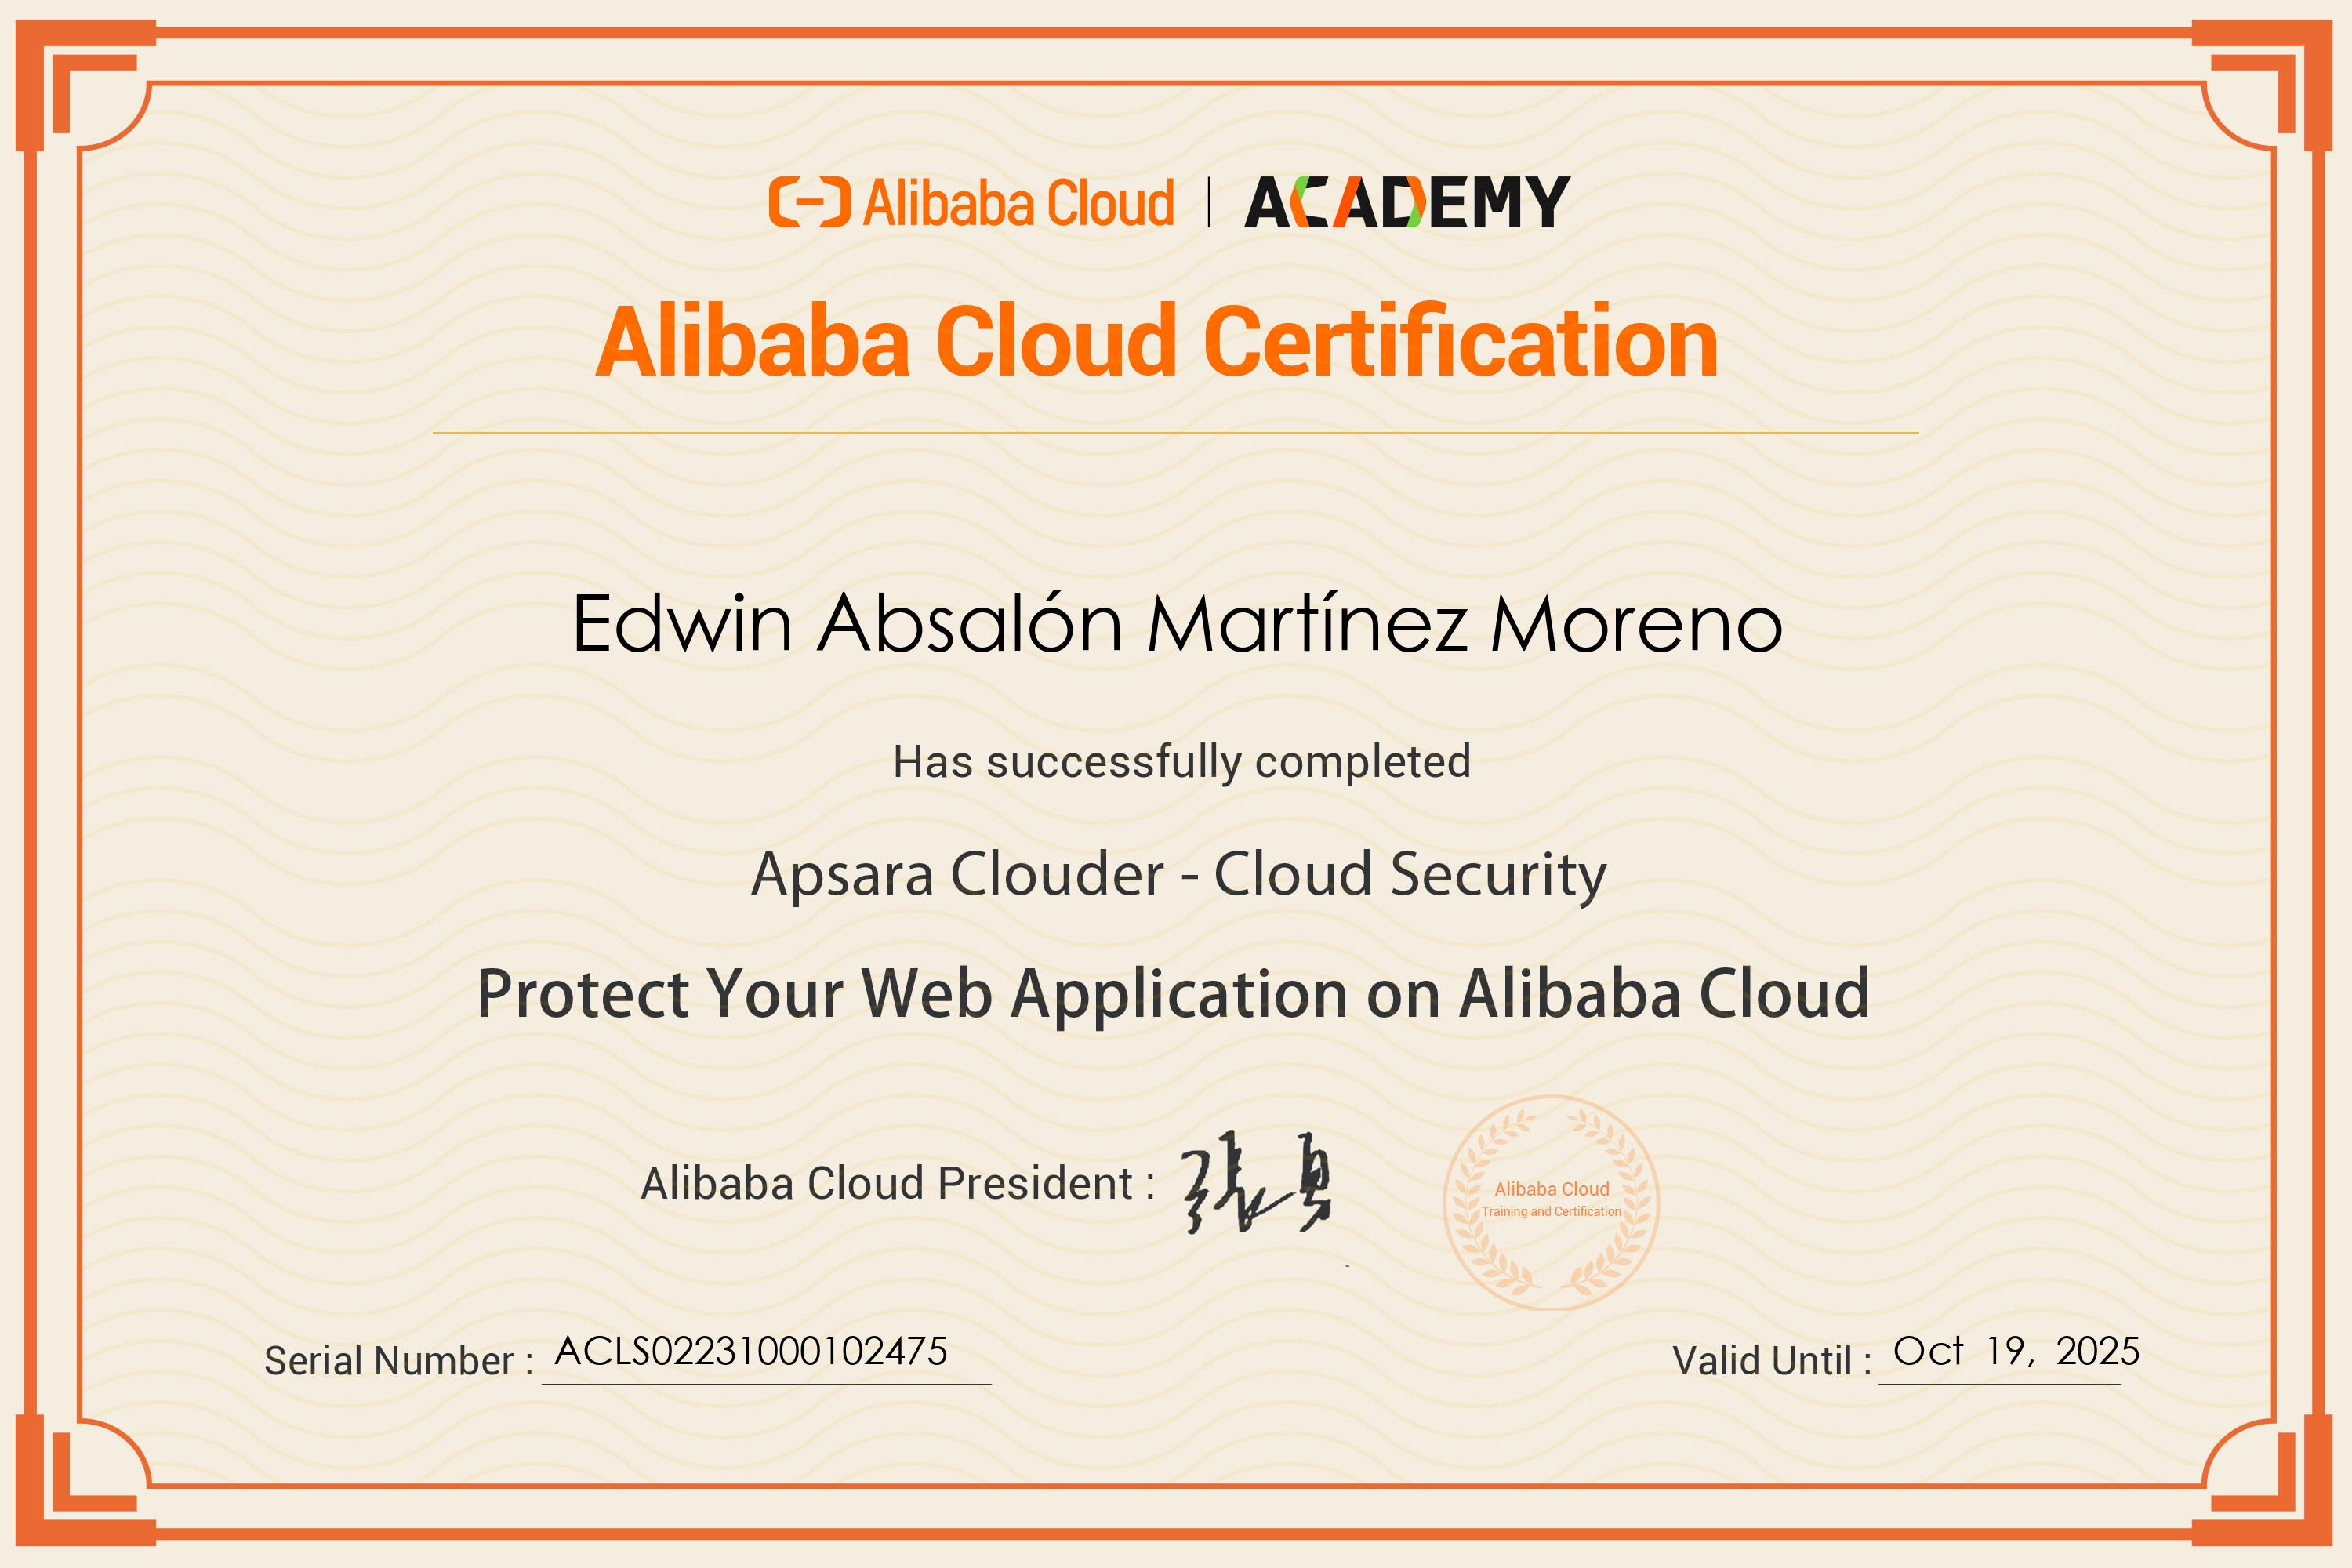 Alibaba Cloud | ACADEMY
Alibaba Cloud Certification
Edwin Absalón Martínez Moreno
Has successfully completed
Apsara Clouder - Cloud Security
Protect Your Web Application on Alibaba Cloud
Alibaba Cloud President : 张勇
Alibaba Cloud
Training and Certification
Serial Number : ACLS02231000102475
Valid Until : Oct 19, 2025